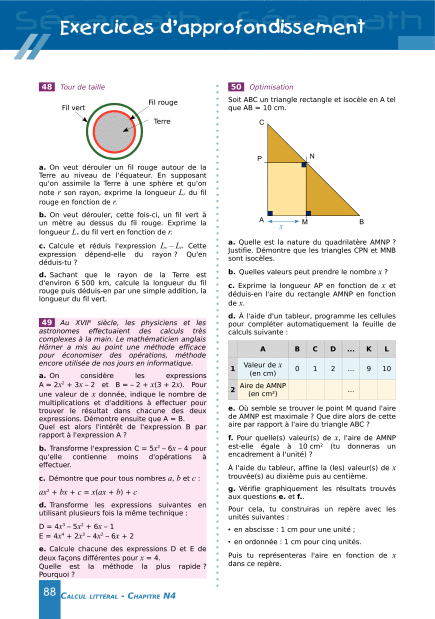 Exercices d'approfondissement
48 Tour de taille
Fil vert
Fil rouge
Terre
a. On veut dérouler un fil rouge autour de la
Terre au niveau de l'équateur. En supposant
qu'on assimile la Terre à une sphère et qu'on
note r son rayon, exprime la longueur Lᵣ du fil
rouge en fonction de r.
b. On veut dérouler, cette fois-ci, un fil vert à
un mètre au dessus du fil rouge. Exprime la
longueur Lᵥ du fil vert en fonction de r.
c. Calcule et réduis l'expression Lᵥ – Lᵣ. Cette
expression dépend-elle du rayon ? Qu'en
déduis-tu ?
d. Sachant que le rayon de la Terre est
d'environ 6 500 km, calcule la longueur du fil
rouge puis déduis-en par une simple addition, la
longueur du fil vert.
49 Au XVIᵉ siècle, les physiciens et les
astronomes effectuaient des calculs très
complexes à la main. Le mathématicien anglais
Hörner a mis au point une méthode efficace
pour économiser des opérations, méthode
encore utilisée de nos jours en informatique.
a. On considère les expressions
A = 2x² + 3x – 2 et B = – 2 + x(3 + 2x). Pour
une valeur de x donnée, indique le nombre de
multiplications et d'additions à effectuer pour
trouver le résultat dans chacune des deux
expressions. Démontre ensuite que A = B.
Quel est alors l'intérêt de l'expression B par
rapport à l'expression A ?
b. Transforme l'expression C = 5x² – 6x – 4 pour
qu'elle contienne moins d'opérations à
effectuer.
c. Démontre que pour tous nombres a, b et c :
ax² + bx + c = x(ax + b) + c
d. Transforme les expressions suivantes en
utilisant plusieurs fois la même technique :
D = 4x³ – 5x² + 6x – 1
E = 4x⁴ + 2x³ – 4x² – 6x + 2
e. Calcule chacune des expressions D et E de
deux façons différentes pour x = 4.
Quelle est la méthode la plus rapide ?
Pourquoi ?
50 Optimisation
Soit ABC un triangle rectangle et isocèle en A tel
que AB = 10 cm.
C
P
N
A
M
B
x
a. Quelle est la nature du quadrilatère AMNP ?
Justifie. Démontre que les triangles CPN et MNB
sont isocèles.
b. Quelles valeurs peut prendre le nombre x ?
c. Exprime la longueur AP en fonction de x et
déduis-en l'aire du rectangle AMNP en fonction
de x.
d. À l'aide d'un tableur, programme les cellules
pour compléter automatiquement la feuille de
calculs suivante :
A B C D ... K L
1 Valeur de x (en cm) 0 1 2 ... 9 10
2 Aire de AMNP (en cm²) ...
e. Où semble se trouver le point M quand l'aire
de AMNP est maximale ? Que dire alors de cette
aire par rapport à l'aire du triangle ABC ?
f. Pour quelle(s) valeur(s) de x, l'aire de AMNP
est-elle égale à 10 cm² (tu donneras un
encadrement à l'unité) ?
À l'aide du tableur, affine la (les) valeur(s) de x
trouvée(s) au dixième puis au centième.
g. Vérifie graphiquement les résultats trouvés
aux questions e. et f..
Pour cela, tu construiras un repère avec les
unités suivantes :
• en abscisse : 1 cm pour une unité ;
• en ordonnée : 1 cm pour cinq unités.
Puis tu représenteras l'aire en fonction de x
dans ce repère.
88 CALCUL LITTÉRAL - CHAPITRE N4